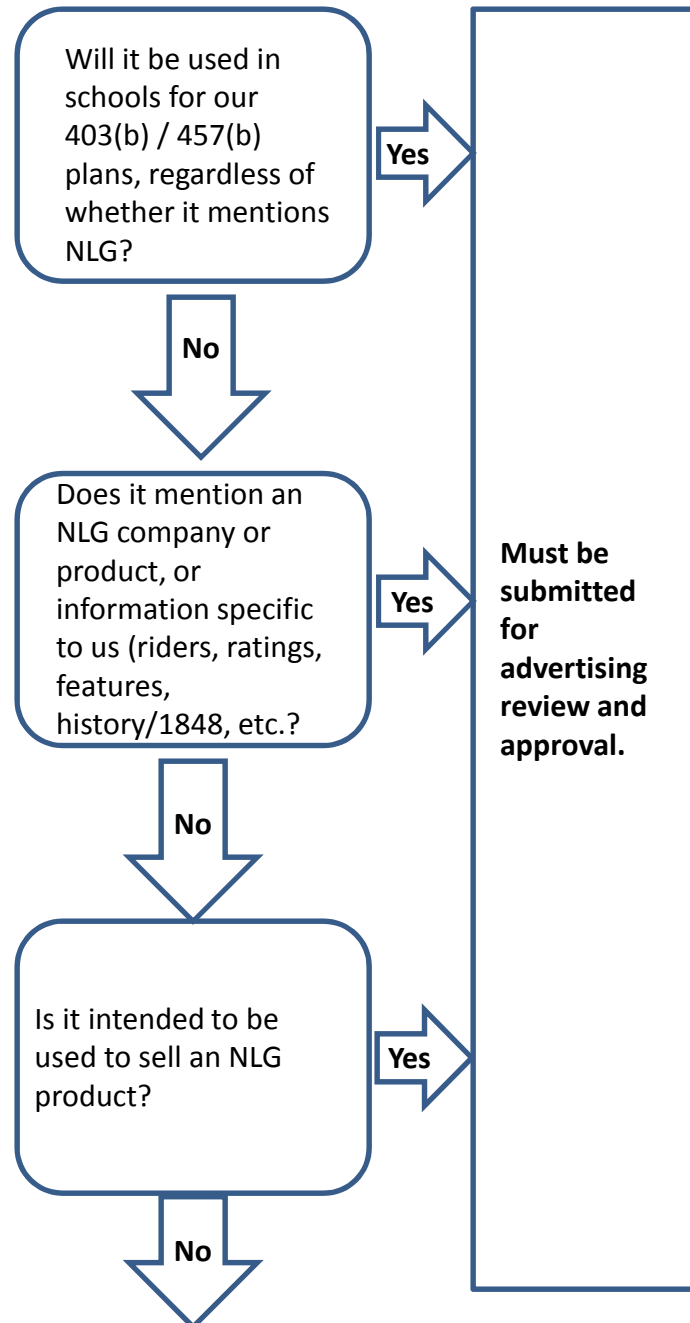 Will it be used in
schools for our
403(b) / 457(b)
plans, regardless of
whether it mentions
NLG?
Yes
No
Does it mention an
NLG company or
product, or
information specific
to us (riders, ratings,
features,
history/1848, etc.?
Yes
Must be
submitted
for
advertising
review and
approval.
No
Is it intended to be
used to sell an NLG
product?
Yes
No